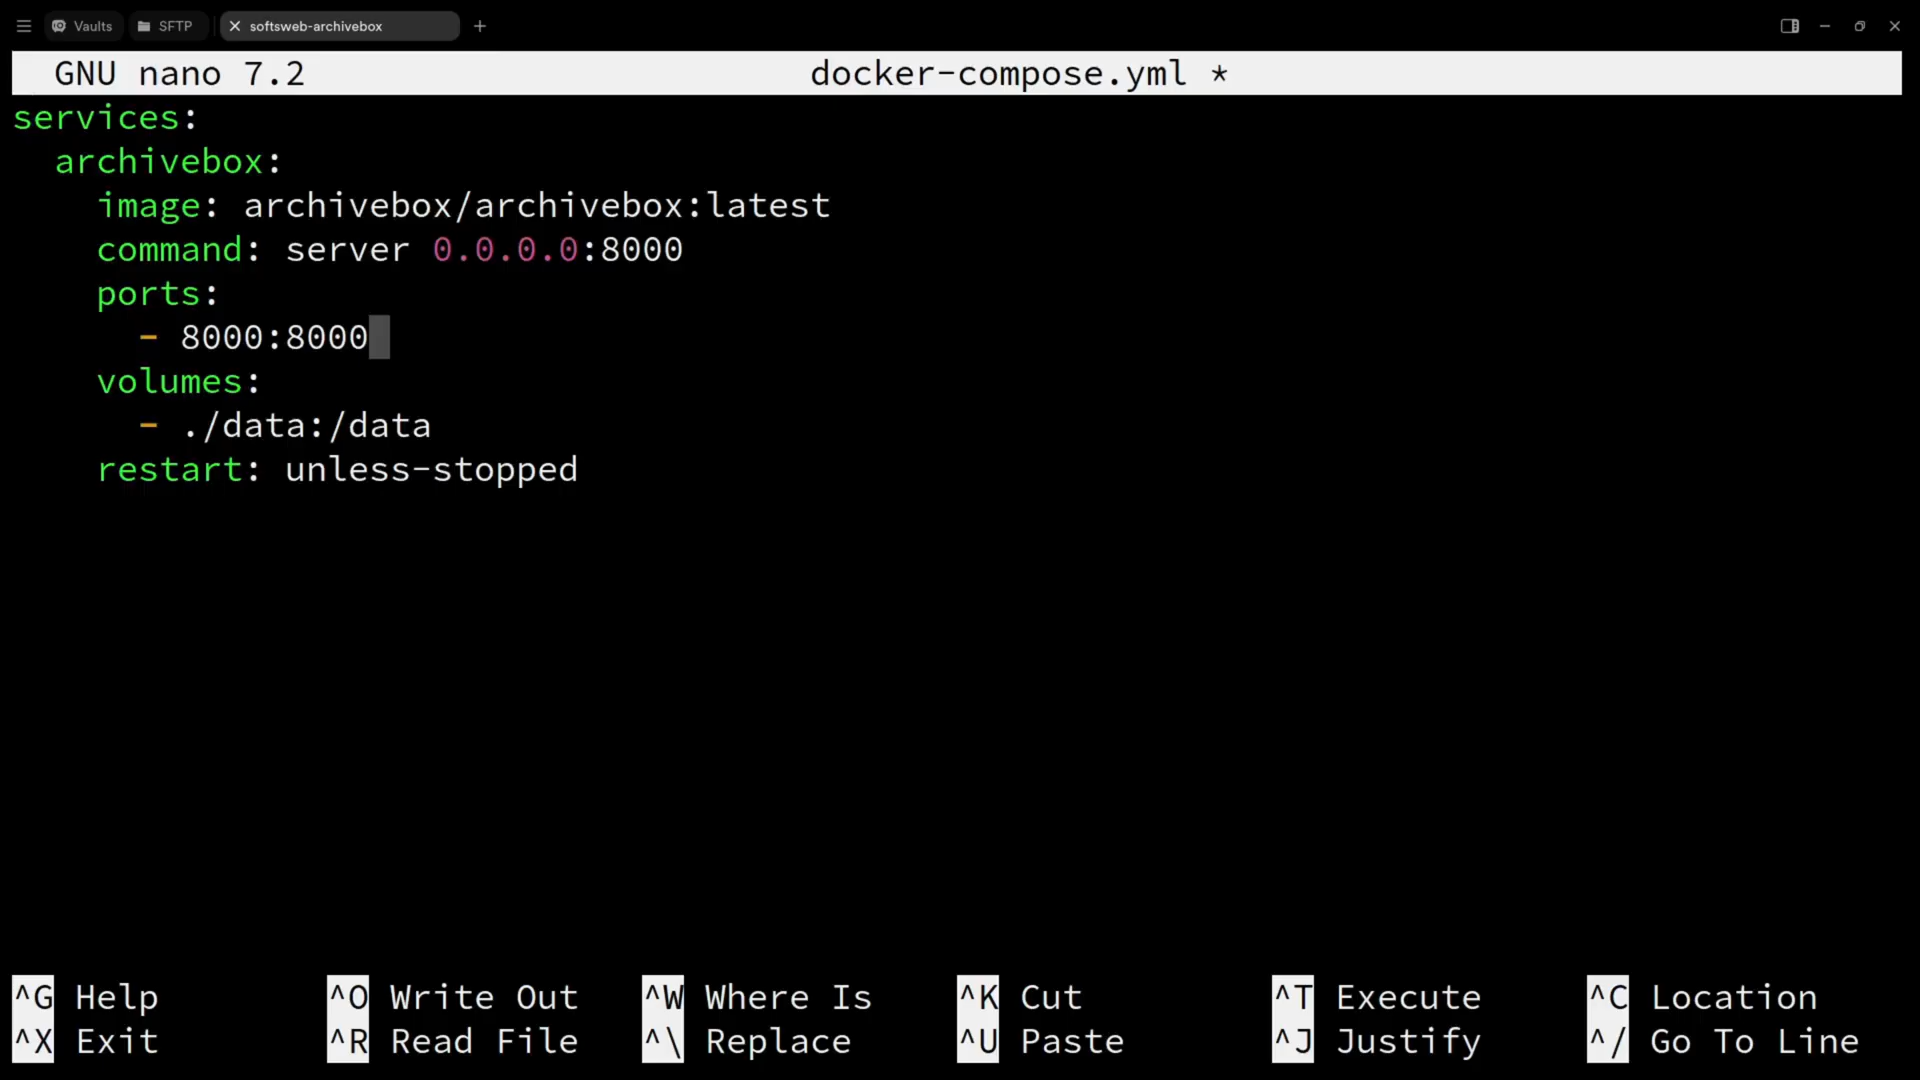 Vaults SFTP softsweb-archivebox
GNU nano 7.2 docker-compose.yml *
services:
archivebox:
image: archivebox/archivebox:latest
command: server 0.0.0.0:8000
ports:
- 8000:8000
volumes:
- ./data:/data
restart: unless-stopped
^G Help ^O Write Out ^W Where Is ^K Cut ^T Execute ^C Location
^X Exit ^R Read File ^\ Replace ^U Paste ^J Justify ^/ Go To Line